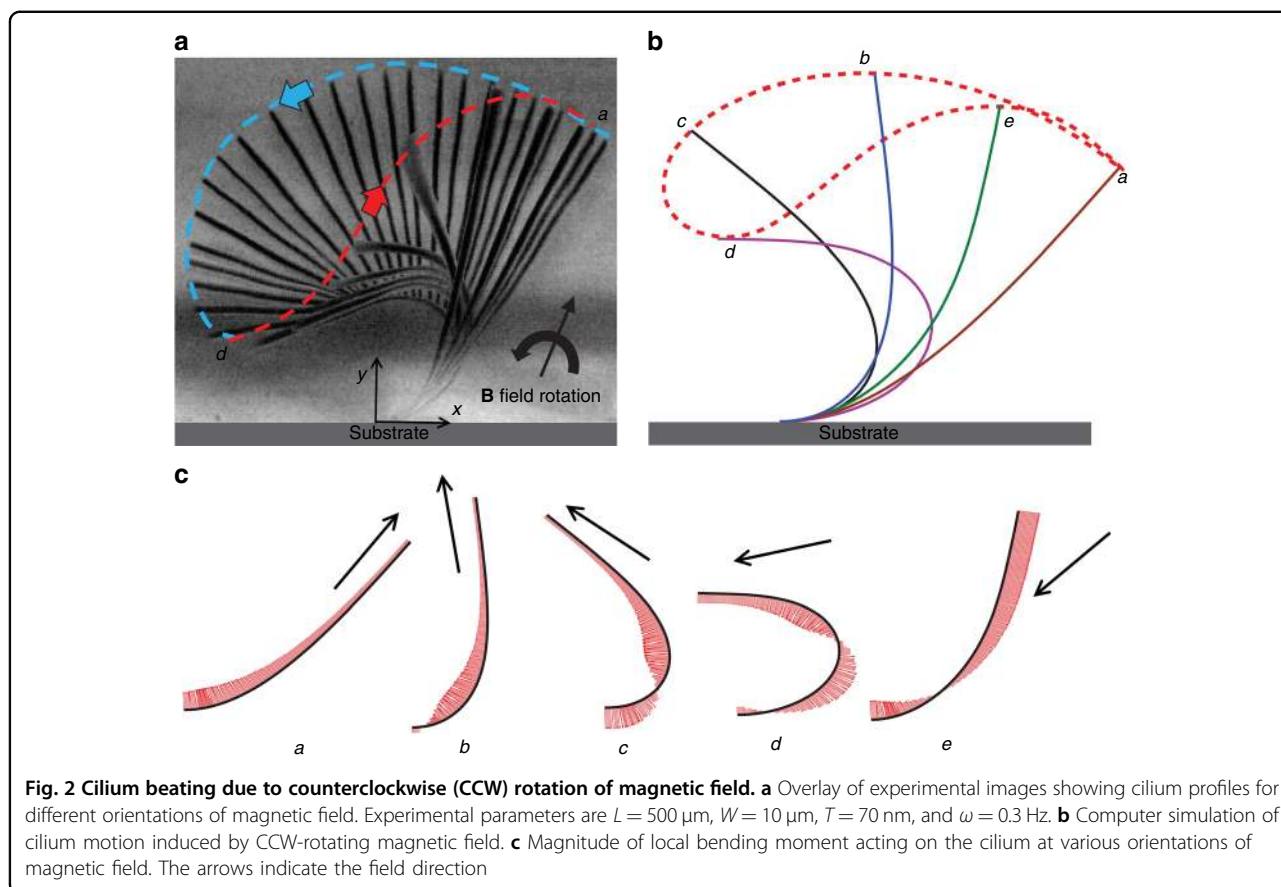 a
b
a
d
y
x
B field rotation
Substrate
b
c
e
a
d
Substrate
c
a
b
c
d
e
Fig. 2 Cilium beating due to counterclockwise (CCW) rotation of magnetic field. a Overlay of experimental images showing cilium profiles for
different orientations of magnetic field. Experimental parameters are L = 500 μm, W = 10 μm, T = 70 nm, and ω = 0.3 Hz. b Computer simulation of
cilium motion induced by CCW-rotating magnetic field. c Magnitude of local bending moment acting on the cilium at various orientations of
magnetic field. The arrows indicate the field direction